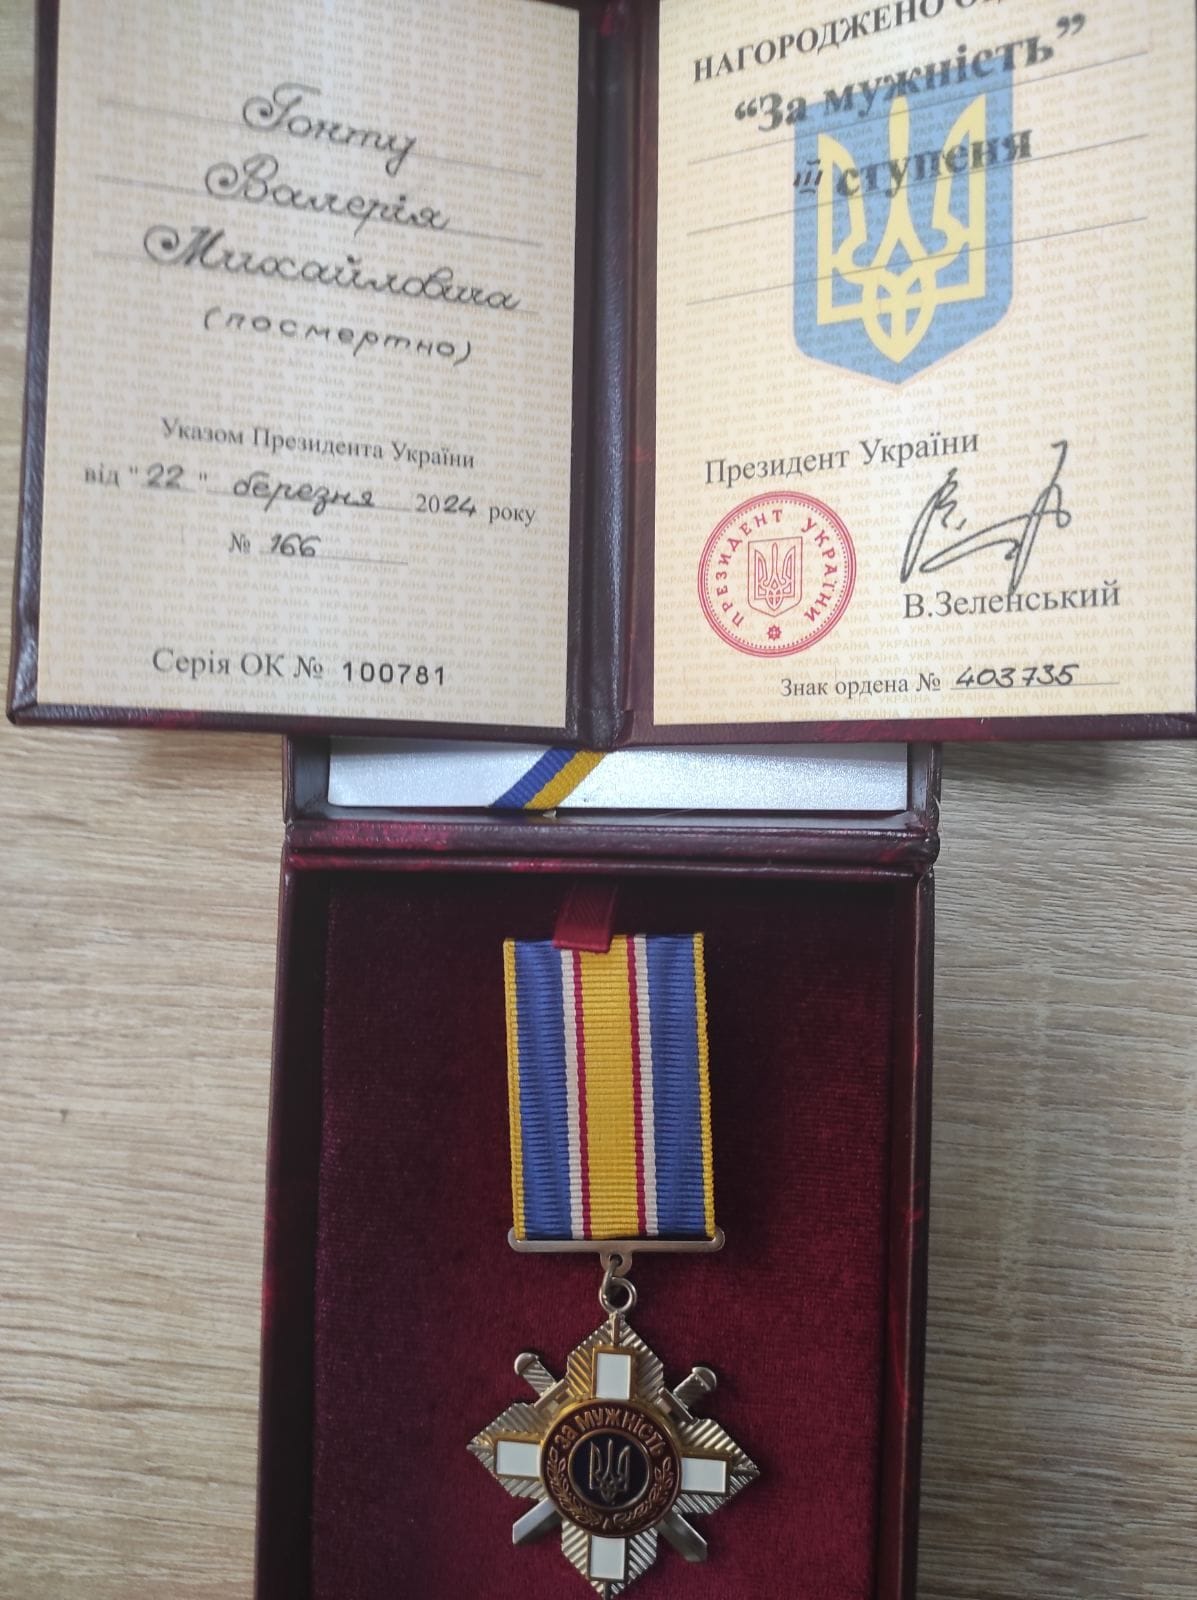 Гонту
Валерія
Михайловича
(посмертно)
Указом Президента України
від "22" березня 2024 року
№ 166
Серія ОК № 100781
НАГОРОДЖЕНО
“За мужність”
ІІІ ступеня
Президент України
ПРЕЗИДЕНТ УКРАЇНИ
В.Зеленський
Знак ордена № 403735
ЗА МУЖНІСТЬ